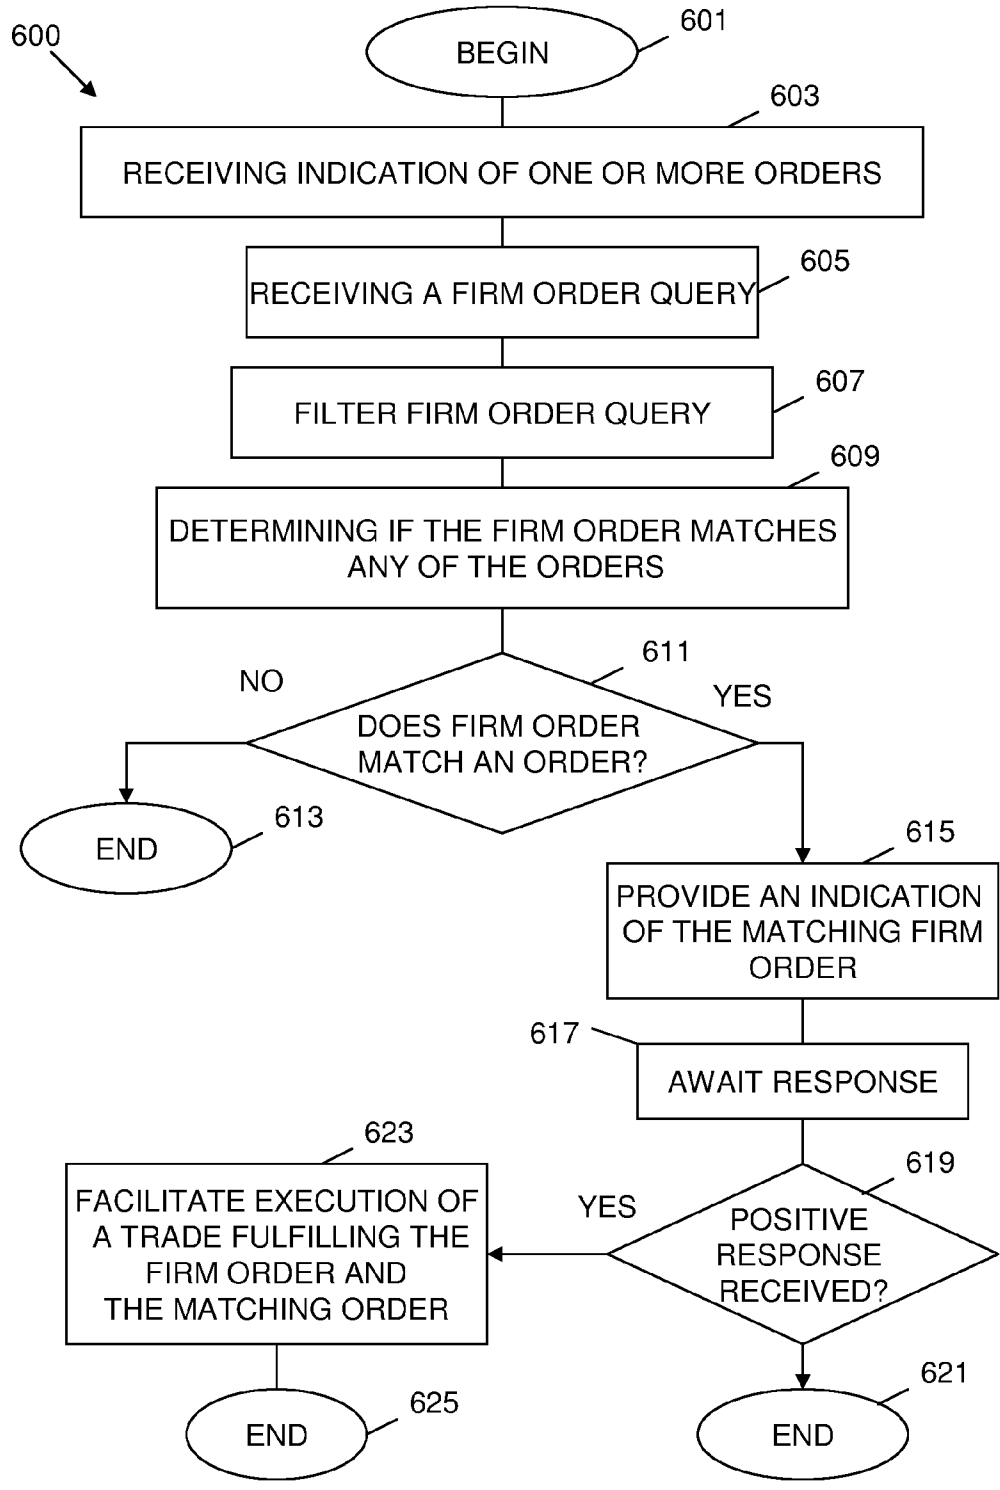 600
BEGIN
601
603
RECEIVING INDICATION OF ONE OR MORE ORDERS
605
RECEIVING A FIRM ORDER QUERY
607
FILTER FIRM ORDER QUERY
609
DETERMINING IF THE FIRM ORDER MATCHES
ANY OF THE ORDERS
611
NO
YES
DOES FIRM ORDER
MATCH AN ORDER?
613
END
615
PROVIDE AN INDICATION
OF THE MATCHING FIRM
ORDER
617
AWAIT RESPONSE
619
POSITIVE
RESPONSE
RECEIVED?
YES
623
FACILITATE EXECUTION OF
A TRADE FULFILLING THE
FIRM ORDER AND
THE MATCHING ORDER
625
END
621
END